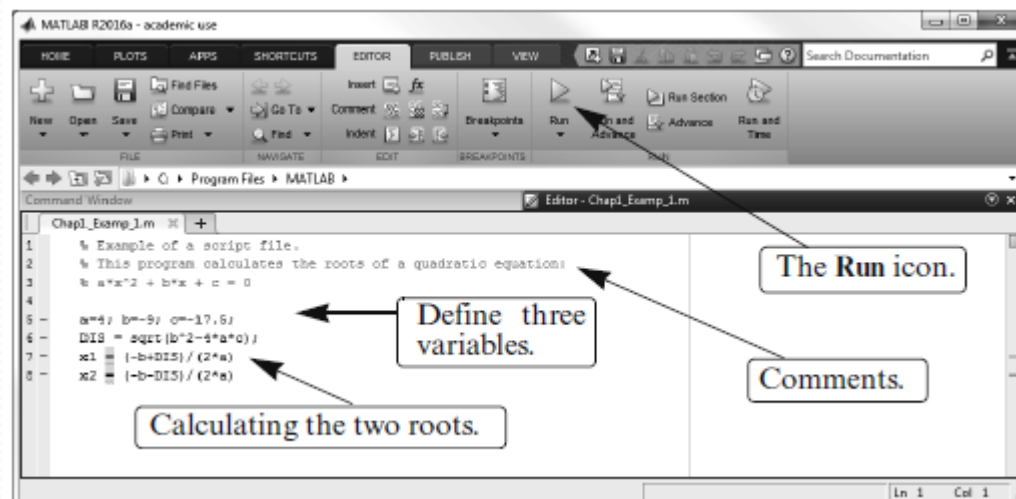 MATLAB R2016a - academic use
HOME PLOTS APPS SHORTCUTS EDITOR PUBLISH VIEW Search Documentation
New Open Save Find Files Compare Print
Go To Find
Insert fx Comment Indent
Breakpoints
Run Run and Advance Run Section Advance Run and Time
FILE NAVIGATE EDIT BREAKPOINTS RUN
C: Program Files MATLAB
Command Window Editor - Chap1_Examp_1.m
Chap1_Examp_1.m +
1 % Example of a script file.
2 % This program calculates the roots of a quadratic equation:
3 % a*x^2 + b*x + c = 0
4
5 - a=4; b=-9; c=-17.5;
6 - DIS = sqrt(b^2-4*a*c);
7 - x1 = (-b+DIS)/(2*a)
8 - x2 = (-b-DIS)/(2*a)
The Run icon.
Define three
variables.
Comments.
Calculating the two roots.
Ln 1 Col 1